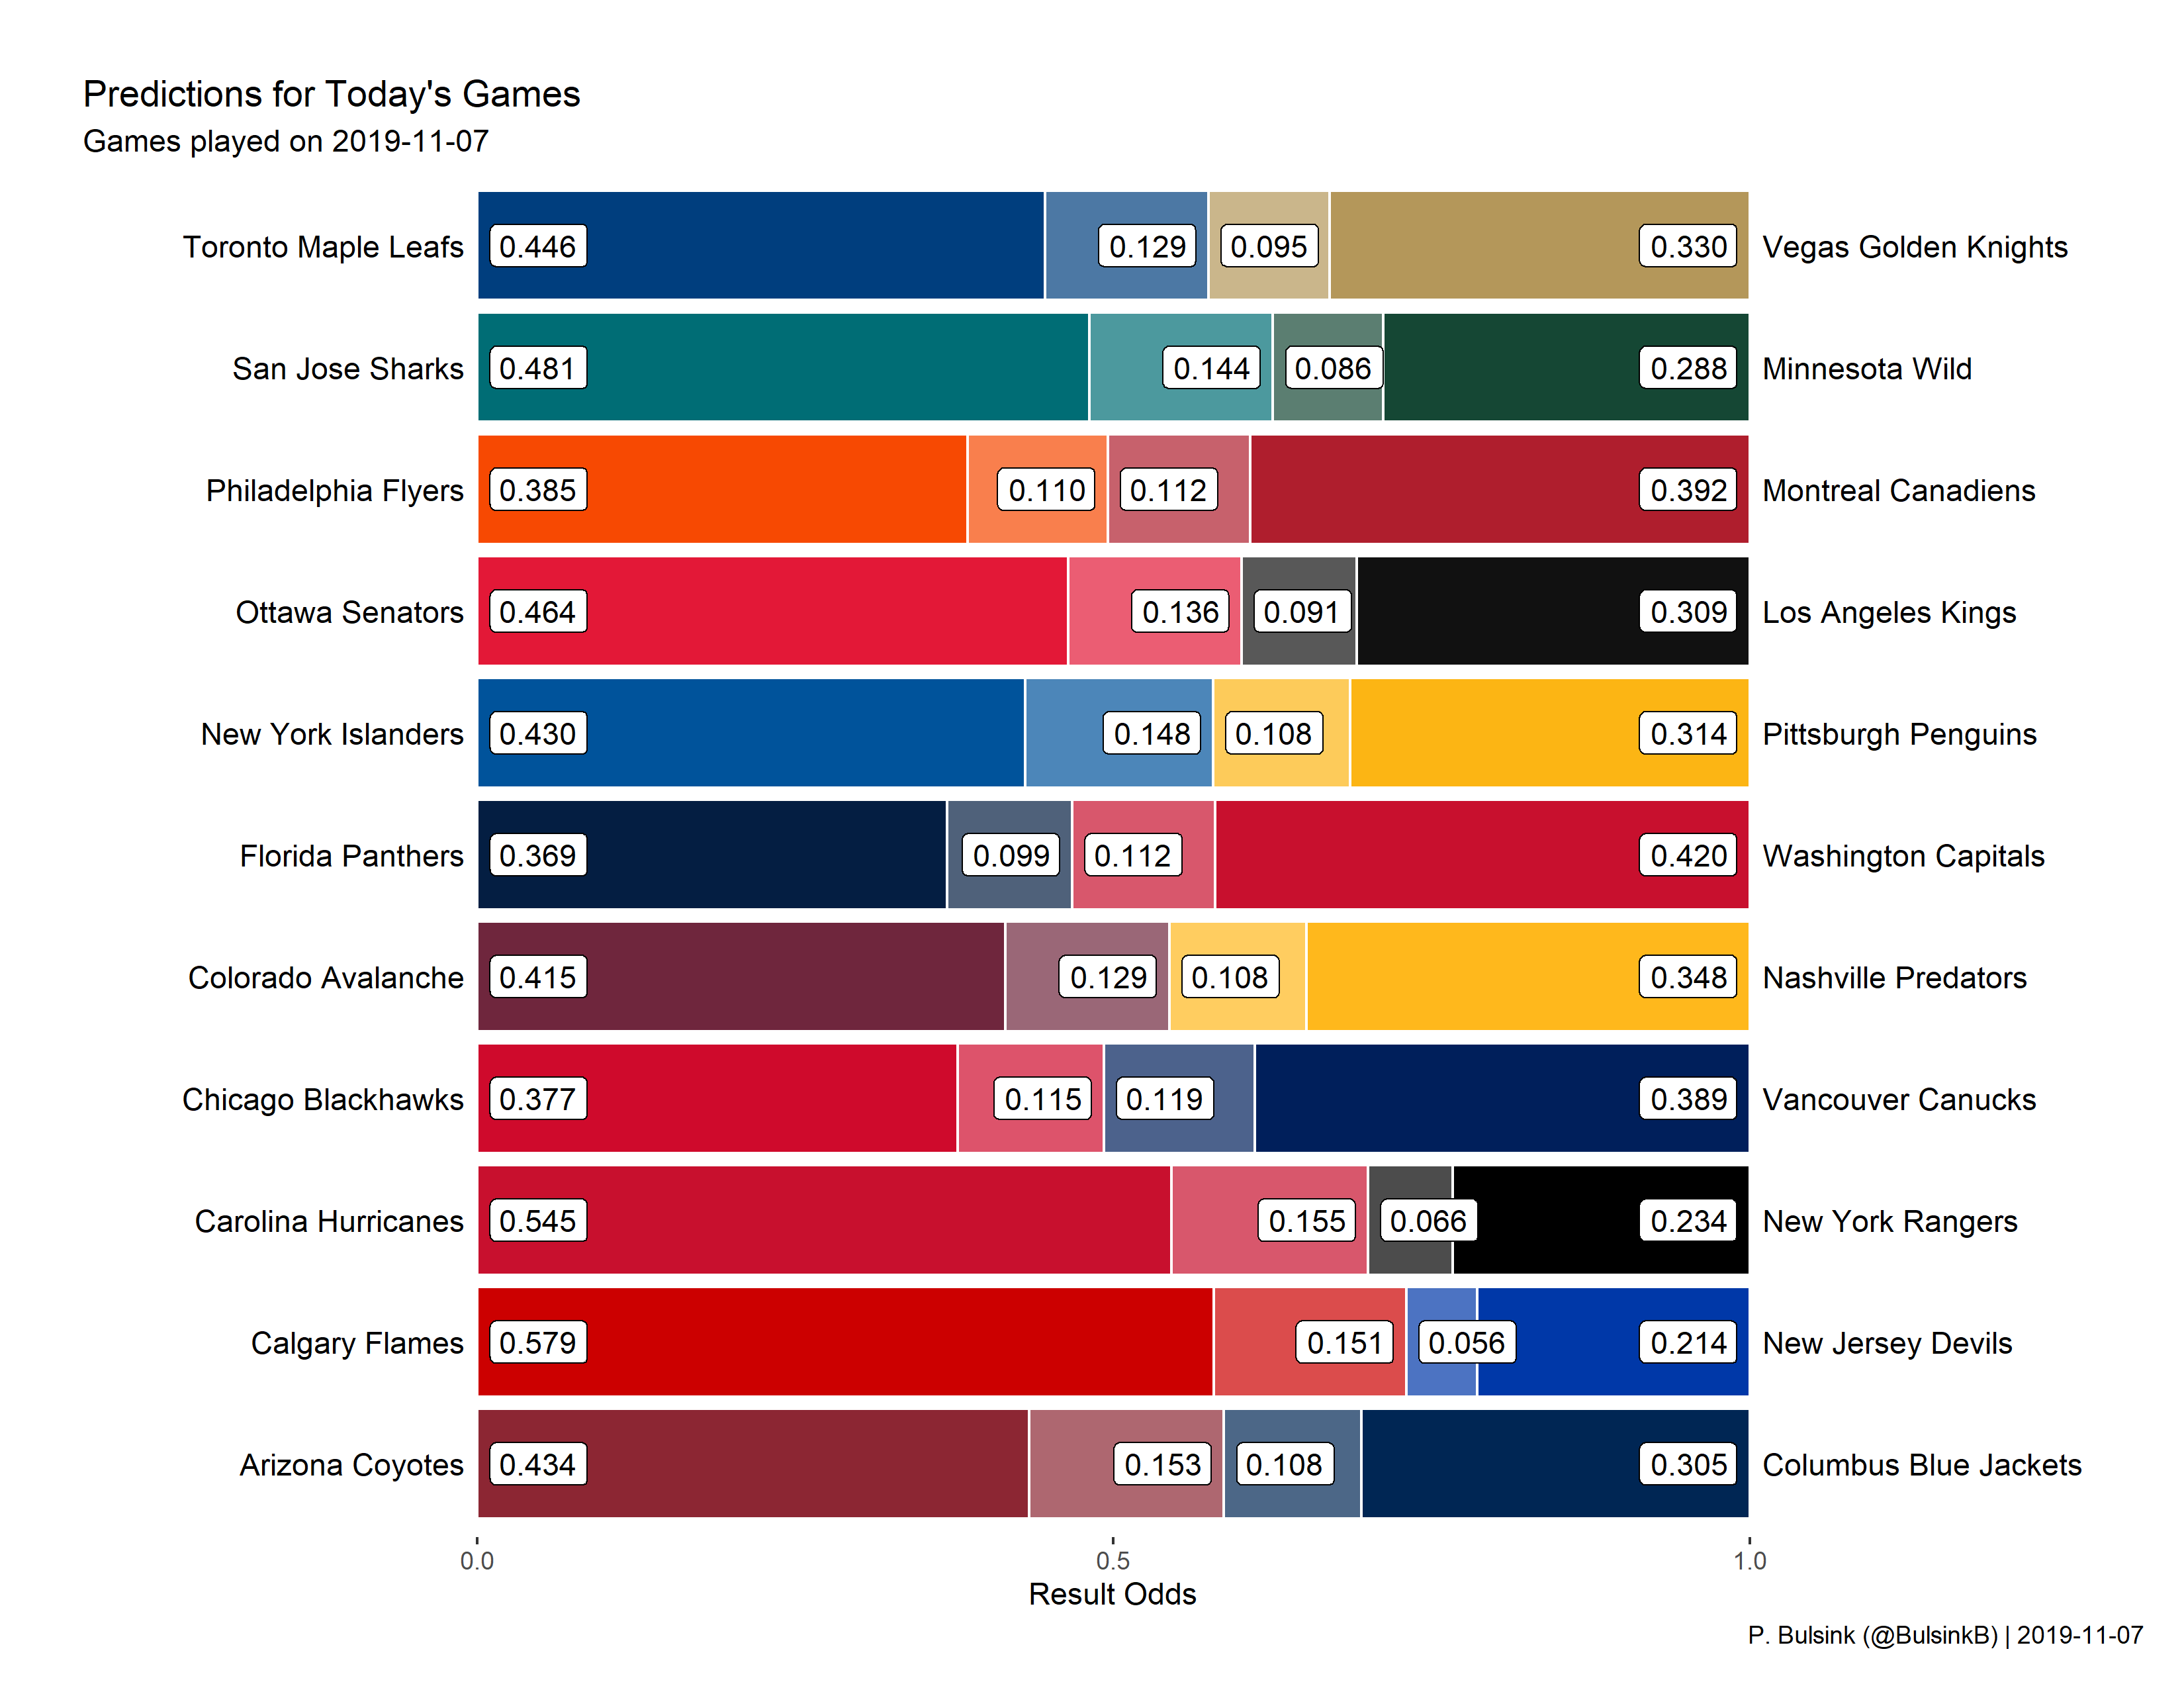 Predictions for Today's Games
Games played on 2019-11-07
Toronto Maple Leafs 0.446 0.129 0.095 0.330 Vegas Golden Knights
San Jose Sharks 0.481 0.144 0.086 0.288 Minnesota Wild
Philadelphia Flyers 0.385 0.110 0.112 0.392 Montreal Canadiens
Ottawa Senators 0.464 0.136 0.091 0.309 Los Angeles Kings
New York Islanders 0.430 0.148 0.108 0.314 Pittsburgh Penguins
Florida Panthers 0.369 0.099 0.112 0.420 Washington Capitals
Colorado Avalanche 0.415 0.129 0.108 0.348 Nashville Predators
Chicago Blackhawks 0.377 0.115 0.119 0.389 Vancouver Canucks
Carolina Hurricanes 0.545 0.155 0.066 0.234 New York Rangers
Calgary Flames 0.579 0.151 0.056 0.214 New Jersey Devils
Arizona Coyotes 0.434 0.153 0.108 0.305 Columbus Blue Jackets
0.0 0.5 1.0
Result Odds
P. Bulsink (@BulsinkB) | 2019-11-07